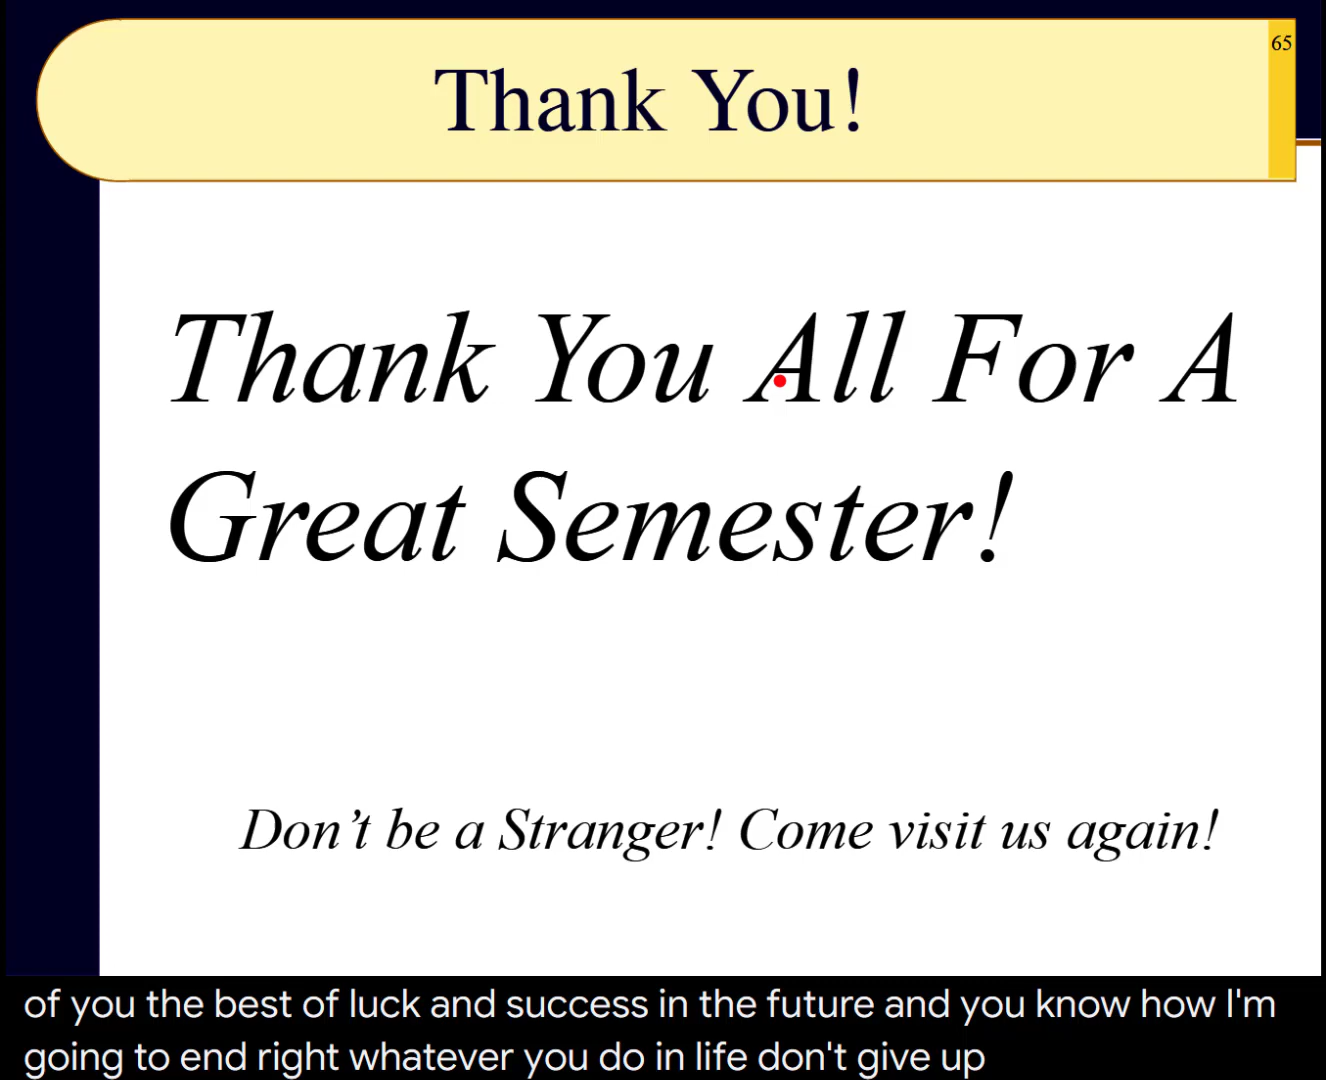 65
Thank You!
Thank You All For A
Great Semester!
Don’t be a Stranger! Come visit us again!
of you the best of luck and success in the future and you know how I'm
going to end right whatever you do in life don't give up